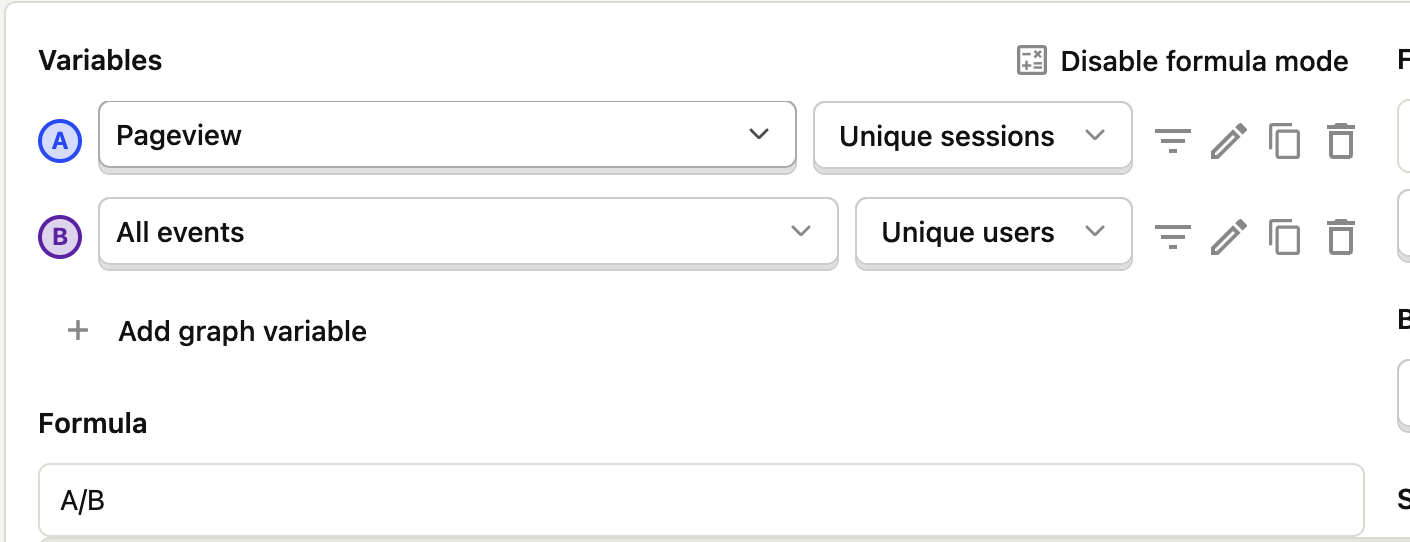 Variables
Disable formula mode
A Pageview Unique sessions
B All events Unique users
+ Add graph variable
Formula
A/B